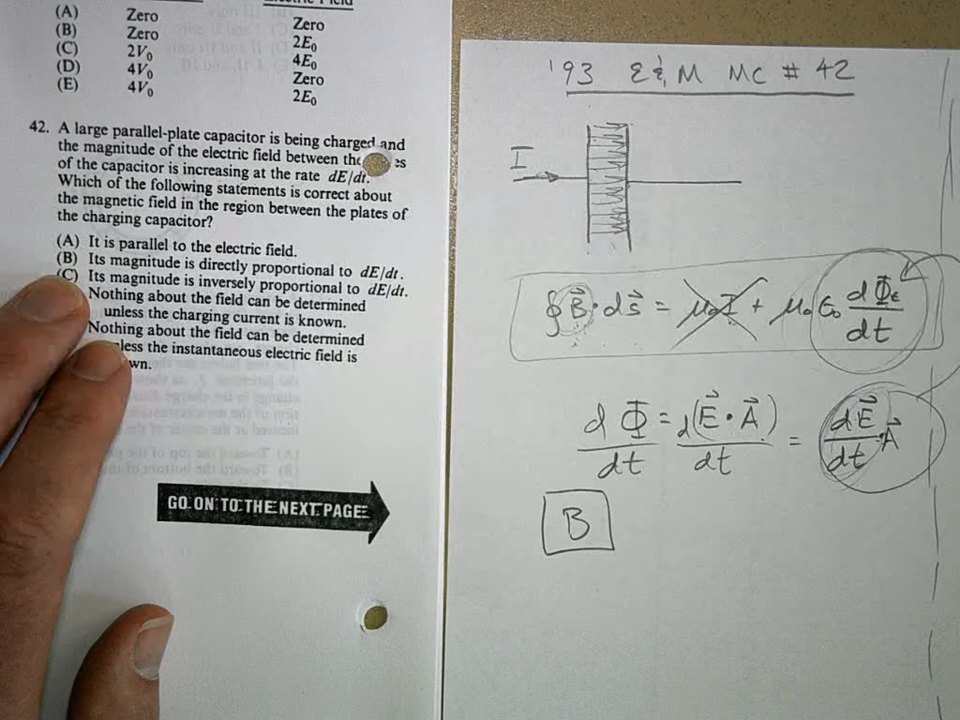 (A) Zero Zero
(B) Zero 2E₀
(C) 2V₀ 4E₀
(D) 4V₀ Zero
(E) 4V₀ 2E₀
42. A large parallel-plate capacitor is being charged and
the magnitude of the electric field between the es
of the capacitor is increasing at the rate dE/dt.
Which of the following statements is correct about
the magnetic field in the region between the plates of
the charging capacitor?
(A) It is parallel to the electric field.
(B) Its magnitude is directly proportional to dE/dt.
(C) Its magnitude is inversely proportional to dE/dt.
Nothing about the field can be determined
unless the charging current is known.
Nothing about the field can be determined
less the instantaneous electric field is
wn.
GO ON TO THE NEXT PAGE
'93 E & M MC # 42
I
∮ B⃗ · ds⃗ = μ₀I + μ₀ ε₀ dΦε/dt
dΦ/dt = d(E⃗ · A⃗)/dt = dE⃗/dt · A⃗
B